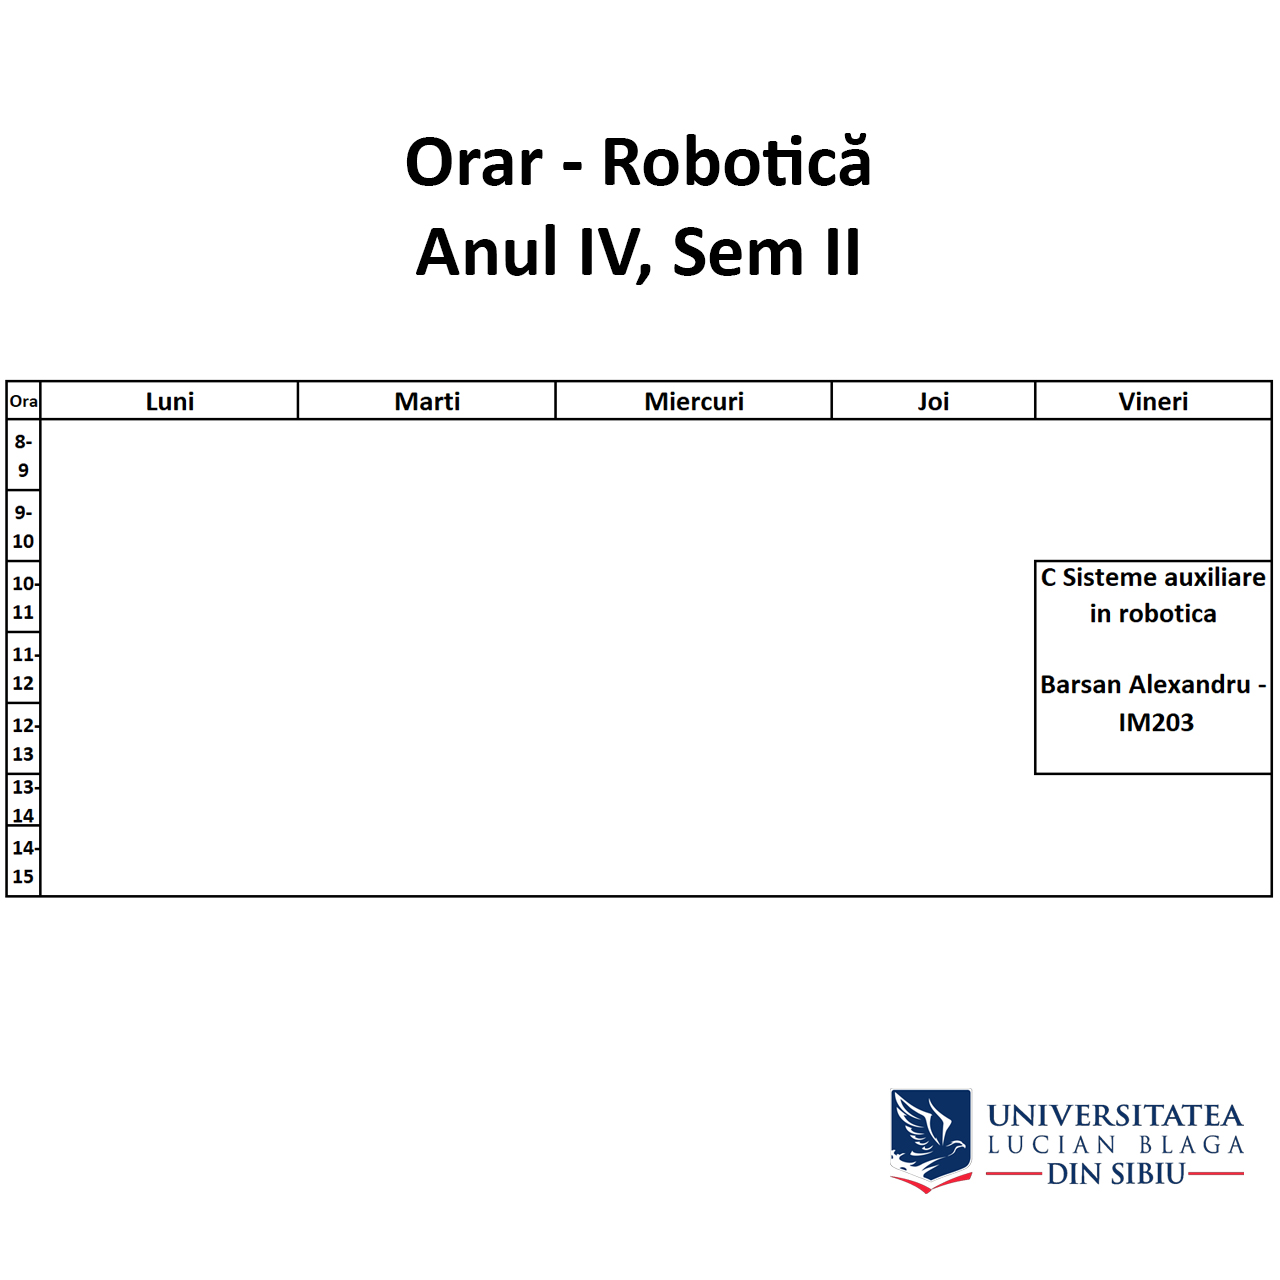 Orar - Robotică
Anul IV, Sem II
Ora Luni Marti Miercuri Joi Vineri
8-
9
9-
10
10-
11
C Sisteme auxiliare
in robotica
11-
12
Barsan Alexandru -
IM203
12-
13
13-
14
14-
15
UNIVERSITATEA
LUCIAN BLAGA
DIN SIBIU